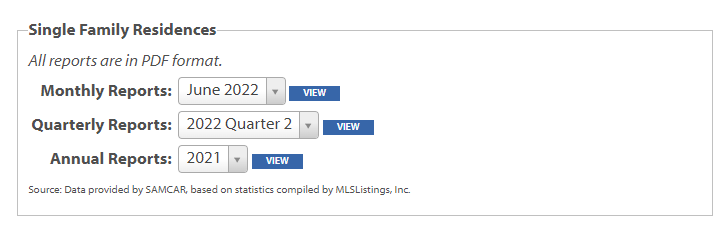 Single Family Residences
All reports are in PDF format.
Monthly Reports: June 2022 VIEW
Quarterly Reports: 2022 Quarter 2 VIEW
Annual Reports: 2021 VIEW
Source: Data provided by SAMCAR, based on statistics compiled by MLSListings, Inc.